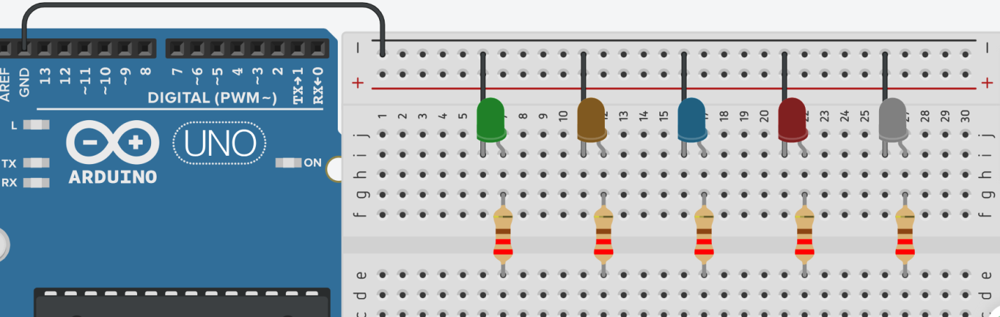 AREF
GND
13
12
~11
~10
~9
8
7
~6
~5
4
~3
2
TX→1
RX←0
DIGITAL (PWM~)
L
TX
RX
UNO
ON
ARDUINO
− −
+ +
1 2 3 4 5 7 8 9 10 12 13 14 15 17 18 19 20 22 23 24 25 27 28 29 30
j j
i i
h h
g g
f f
e e
d d
c c